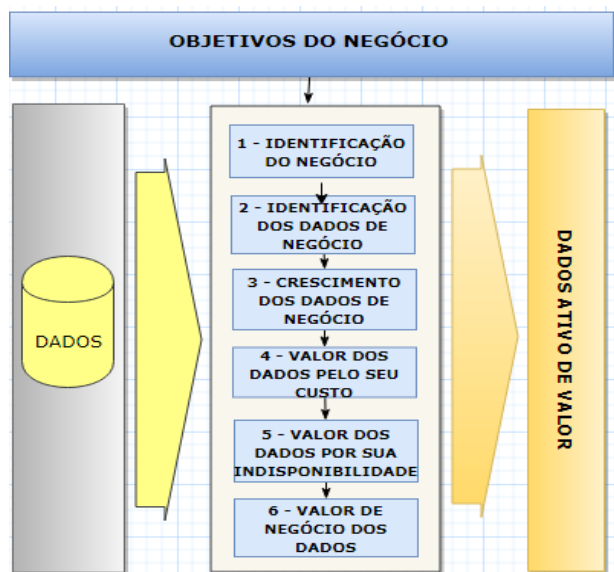 OBJETIVOS DO NEGÓCIO
DADOS
1 - IDENTIFICAÇÃO
DO NEGÓCIO
2 - IDENTIFICAÇÃO
DOS DADOS DE
NEGÓCIO
3 - CRESCIMENTO
DOS DADOS DE
NEGÓCIO
4 - VALOR DOS
DADOS PELO SEU
CUSTO
5 - VALOR DOS
DADOS POR SUA
INDISPONIBILIDADE
6 - VALOR DE
NEGÓCIO DOS
DADOS
DADOS ATIVO DE VALOR